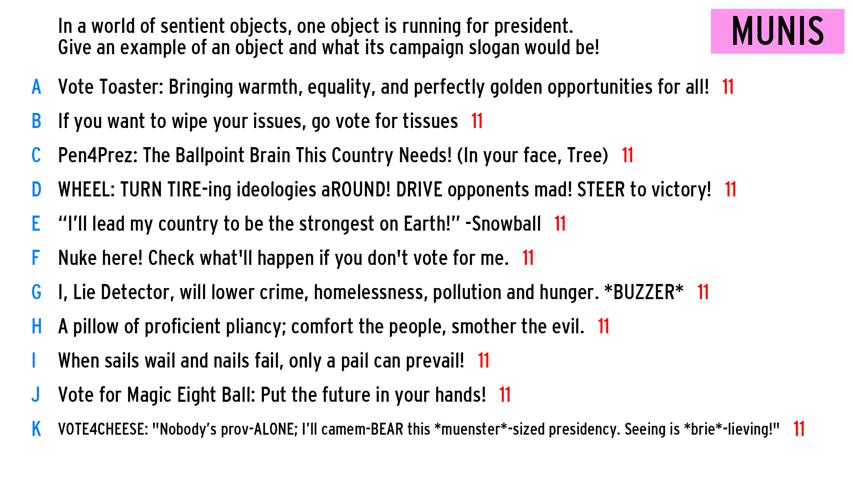 In a world of sentient objects, one object is running for president.
Give an example of an object and what its campaign slogan would be!
MUNIS
A Vote Toaster: Bringing warmth, equality, and perfectly golden opportunities for all! 11
B If you want to wipe your issues, go vote for tissues 11
C Pen4Prez: The Ballpoint Brain This Country Needs! (In your face, Tree) 11
D WHEEL: TURN TIRE-ing ideologies aROUND! DRIVE opponents mad! STEER to victory! 11
E “I’ll lead my country to be the strongest on Earth!” -Snowball 11
F Nuke here! Check what'll happen if you don't vote for me. 11
G I, Lie Detector, will lower crime, homelessness, pollution and hunger. *BUZZER* 11
H A pillow of proficient pliancy; comfort the people, smother the evil. 11
I When sails wail and nails fail, only a pail can prevail! 11
J Vote for Magic Eight Ball: Put the future in your hands! 11
K VOTE4CHEESE: "Nobody’s prov-ALONE; I’ll camem-BEAR this *muenster*-sized presidency. Seeing is *brie*-lieving!" 11